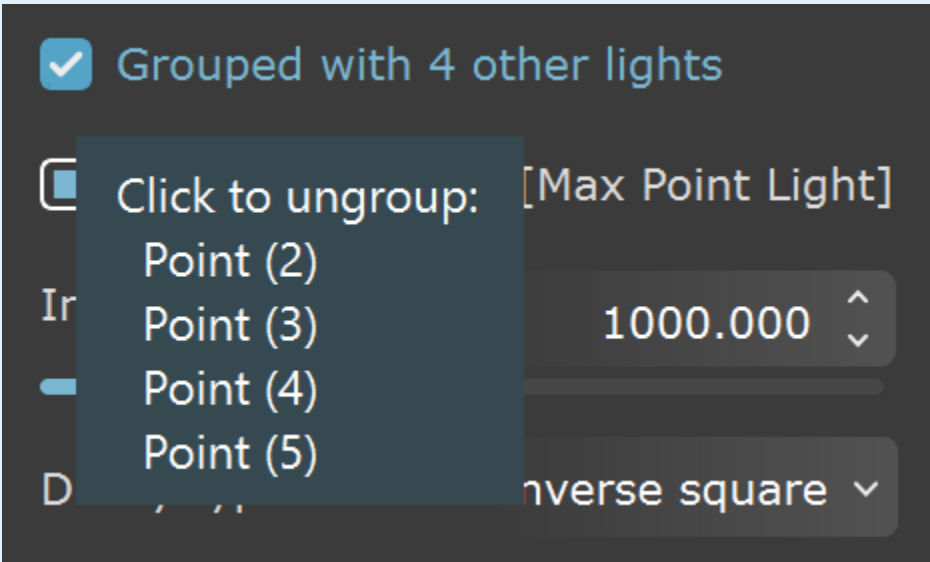 Grouped with 4 other lights
[Max Point Light]
Click to ungroup:
Point (2)
Point (3)
Point (4)
Point (5)
1000.000
square